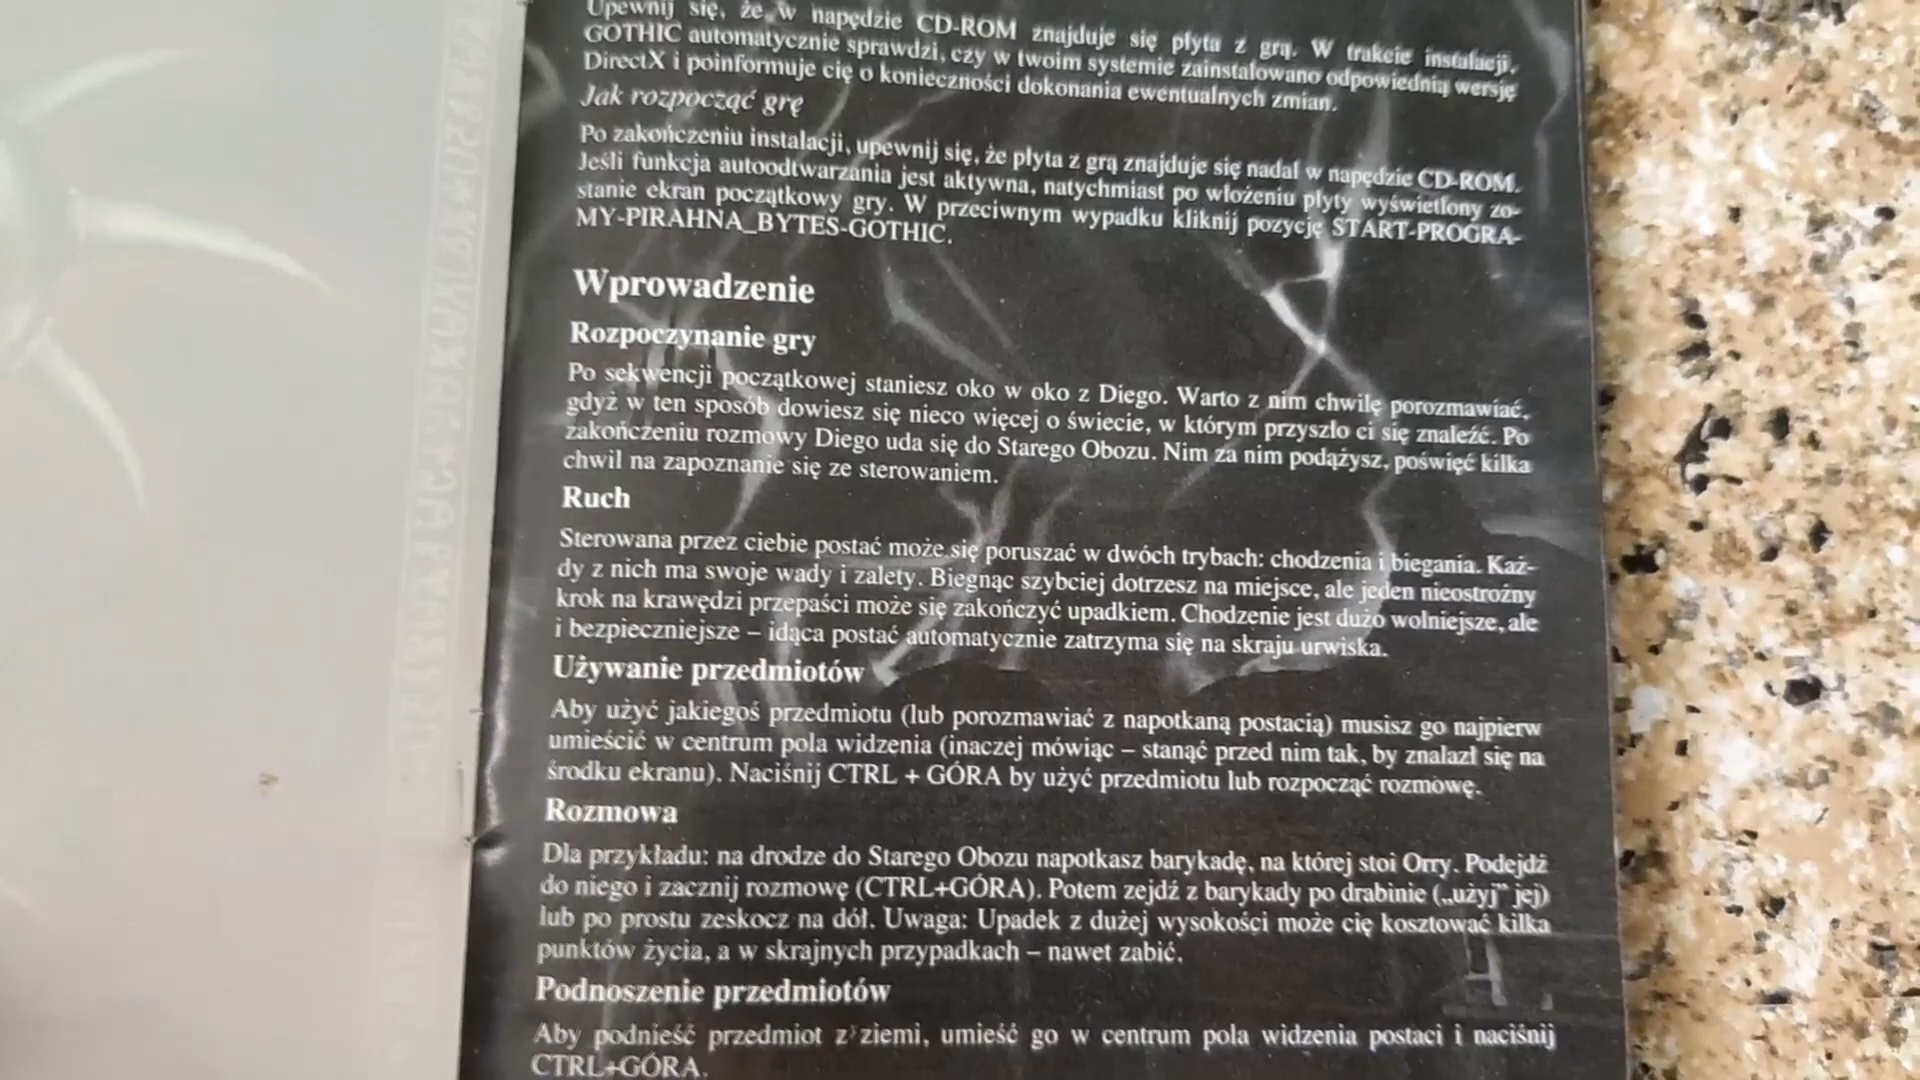 Upewnij się, że w napędzie CD-ROM znajduje się płyta z grą. W trakcie instalacji,
GOTHIC automatycznie sprawdzi, czy w twoim systemie zainstalowano odpowiednią wersję
DirectX i poinformuje cię o konieczności dokonania ewentualnych zmian.
Jak rozpocząć grę
Po zakończeniu instalacji, upewnij się, że płyta z grą znajduje się nadal w napędzie CD-ROM.
Jeśli funkcja autoodtwarzania jest aktywna, natychmiast po włożeniu płyty wyświetlony zo-
stanie ekran początkowy gry. W przeciwnym wypadku kliknij pozycję START-PROGRA-
MY-PIRAHNA_BYTES-GOTHIC.
Wprowadzenie
Rozpoczynanie gry
Po sekwencji początkowej staniesz oko w oko z Diego. Warto z nim chwilę porozmawiać,
gdyż w ten sposób dowiesz się nieco więcej o świecie, w którym przyszło ci się znaleźć. Po
zakończeniu rozmowy Diego uda się do Starego Obozu. Nim za nim podążysz, poświęć kilka
chwil na zapoznanie się ze sterowaniem.
Ruch
Sterowana przez ciebie postać może się poruszać w dwóch trybach: chodzenia i biegania. Każ-
dy z nich ma swoje wady i zalety. Biegnąc szybciej dotrzesz na miejsce, ale jeden nieostrożny
krok na krawędzi przepaści może się zakończyć upadkiem. Chodzenie jest dużo wolniejsze, ale
i bezpieczniejsze – idąca postać automatycznie zatrzyma się na skraju urwiska.
Używanie przedmiotów
Aby użyć jakiegoś przedmiotu (lub porozmawiać z napotkaną postacią) musisz go najpierw
umieścić w centrum pola widzenia (inaczej mówiąc – stanąć przed nim tak, by znalazł się na
środku ekranu). Naciśnij CTRL + GÓRA by użyć przedmiotu lub rozpocząć rozmowę.
Rozmowa
Dla przykładu: na drodze do Starego Obozu napotkasz barykadę, na której stoi Orry. Podejdź
do niego i zacznij rozmowę (CTRL+GÓRA). Potem zejdź z barykady po drabinie („użyj” jej)
lub po prostu zeskocz na dół. Uwaga: Upadek z dużej wysokości może cię kosztować kilka
punktów życia, a w skrajnych przypadkach – nawet zabić.
Podnoszenie przedmiotów
Aby podnieść przedmiot z ziemi, umieść go w centrum pola widzenia postaci i naciśnij
CTRL+GÓRA.